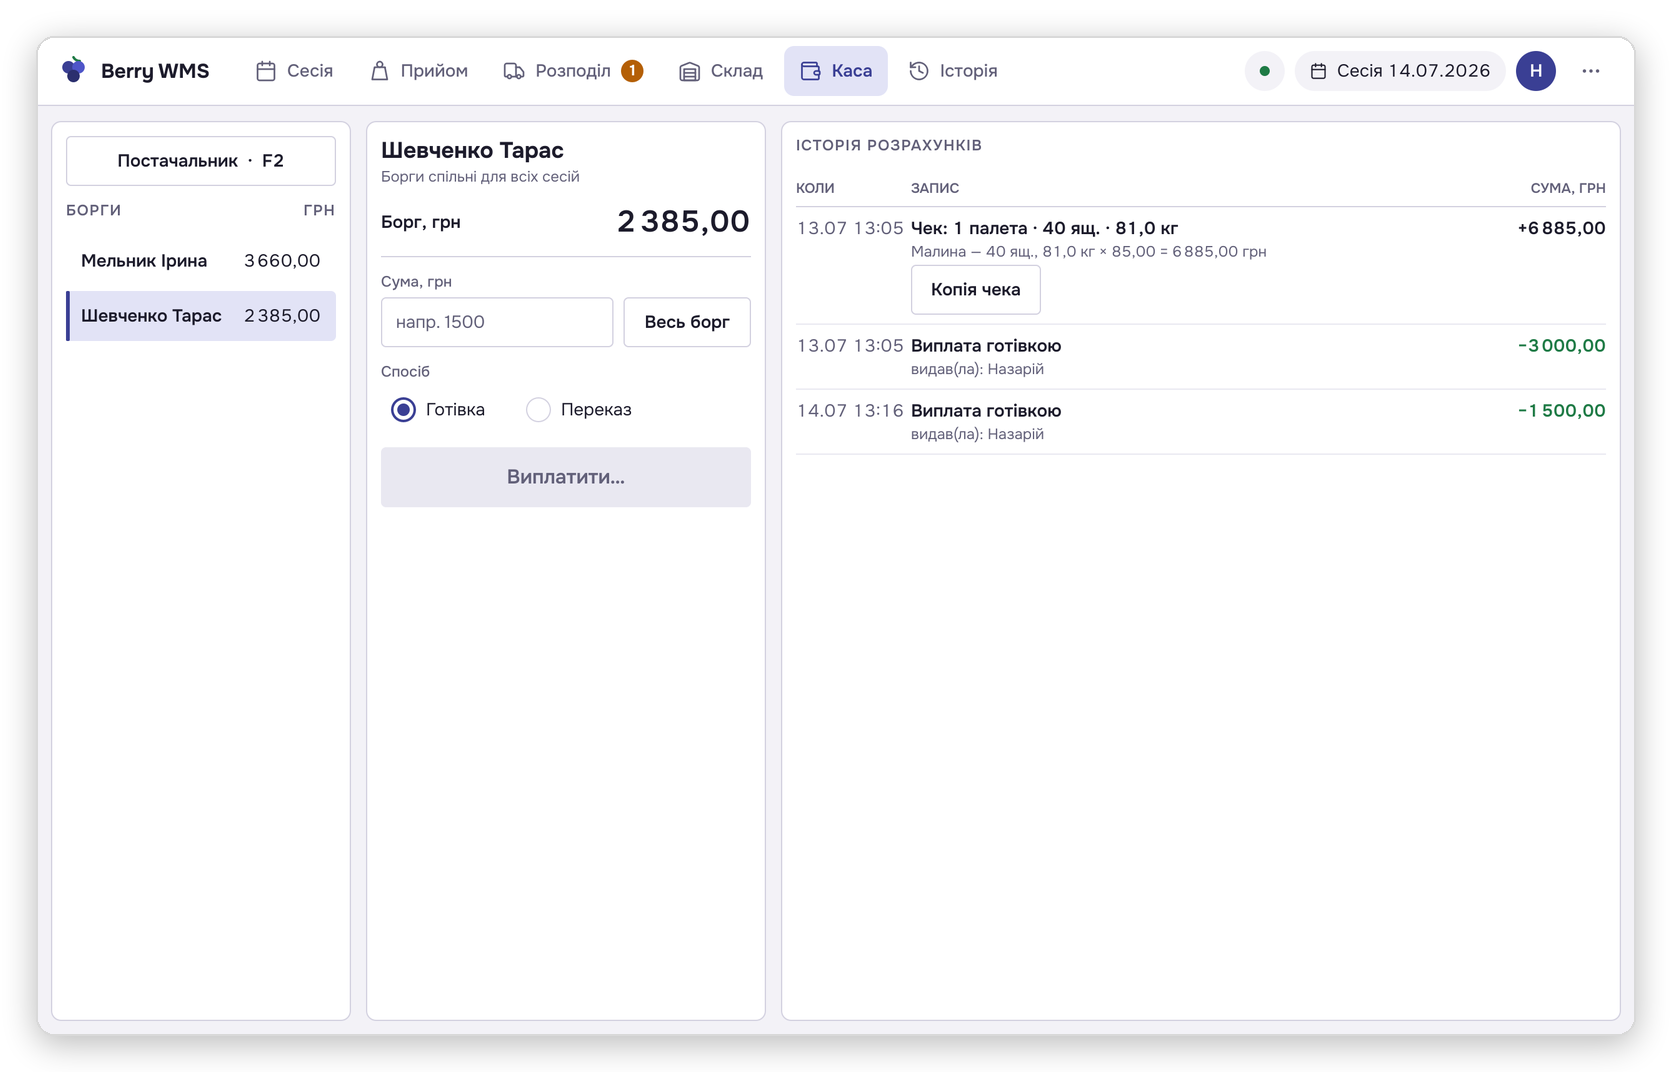 Berry WMS
Сесія
Прийом
Розподіл 1
Склад
Каса
Історія
Сесія 14.07.2026
Н
Постачальник · F2
БОРГИ ГРН
Мельник Ірина 3 660,00
Шевченко Тарас 2 385,00
Шевченко Тарас
Борги спільні для всіх сесій
Борг, грн 2 385,00
Сума, грн
напр. 1500 Весь борг
Спосіб
Готівка Переказ
Виплатити...
ІСТОРІЯ РОЗРАХУНКІВ
КОЛИ ЗАПИС СУМА, ГРН
13.07 13:05 Чек: 1 палета · 40 ящ. · 81,0 кг +6 885,00
Малина — 40 ящ., 81,0 кг × 85,00 = 6 885,00 грн
Копія чека
13.07 13:05 Виплата готівкою −3 000,00
видав(ла): Назарій
14.07 13:16 Виплата готівкою −1 500,00
видав(ла): Назарій